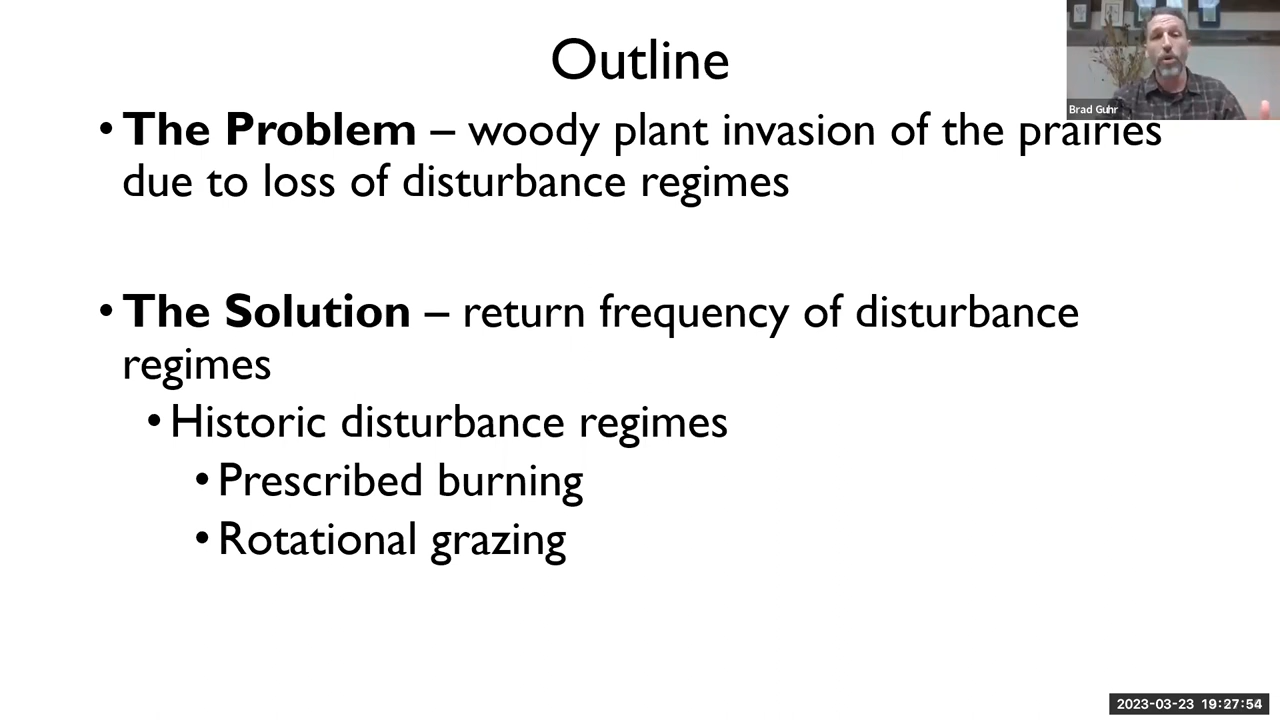 Outline
Brad Guhr
• The Problem – woody plant invasion of the prairies
due to loss of disturbance regimes
• The Solution – return frequency of disturbance
regimes
• Historic disturbance regimes
• Prescribed burning
• Rotational grazing
2023-03-23 19:27:54